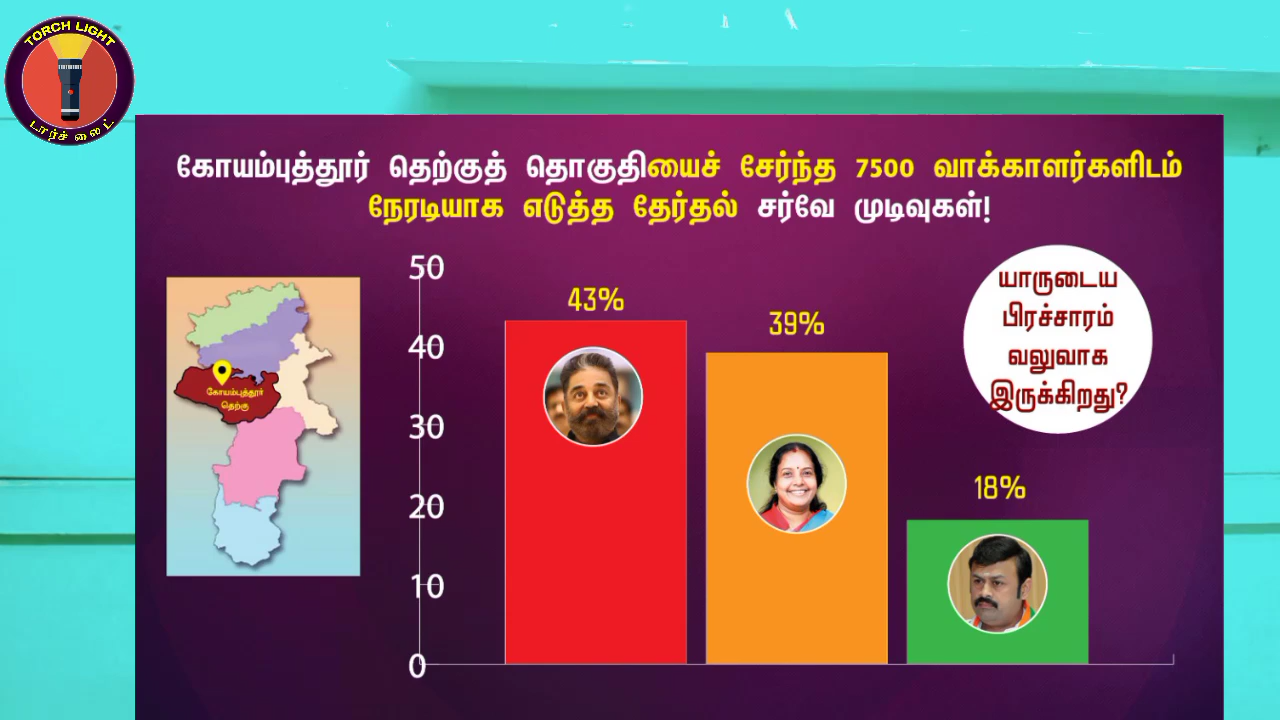 TORCH LIGHT
டார்ச் லைட்
கோயம்புத்தூர் தெற்குத் தொகுதியைச் சேர்ந்த 7500 வாக்காளர்களிடம்
நேரடியாக எடுத்த தேர்தல் சர்வே முடிவுகள்!
யாருடைய
பிரச்சாரம்
வலுவாக
இருக்கிறது?
கோயம்புத்தூர்
தெற்கு
50
40
30
20
10
0
43%
39%
18%